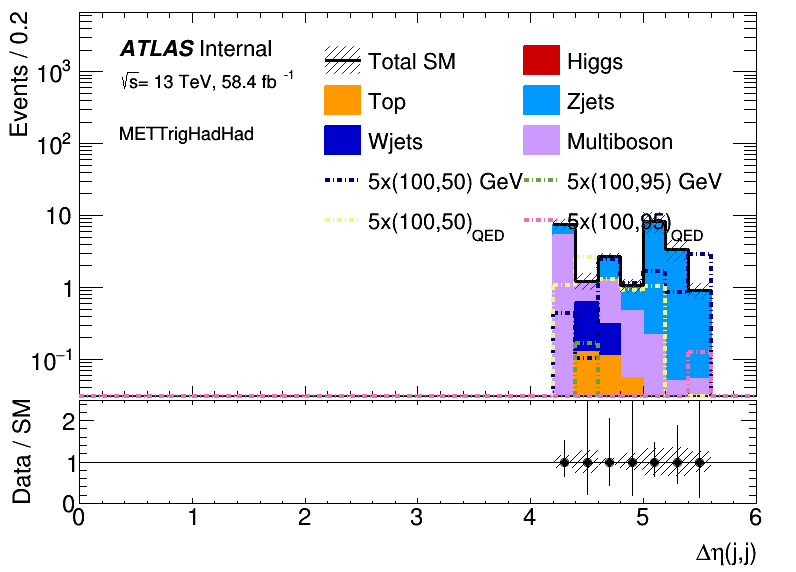 Events / 0.2
10³
10²
10
1
10⁻¹
ATLAS Internal
√s= 13 TeV, 58.4 fb⁻¹
METTrigHadHad
Total SM
Higgs
Top
Zjets
Wjets
Multiboson
5x(100,50) GeV
5x(100,95) GeV
5x(100,50)QED
5x(100,95)QED
Data / SM
2
1
0
0 1 2 3 4 5 6
Δη(j,j)